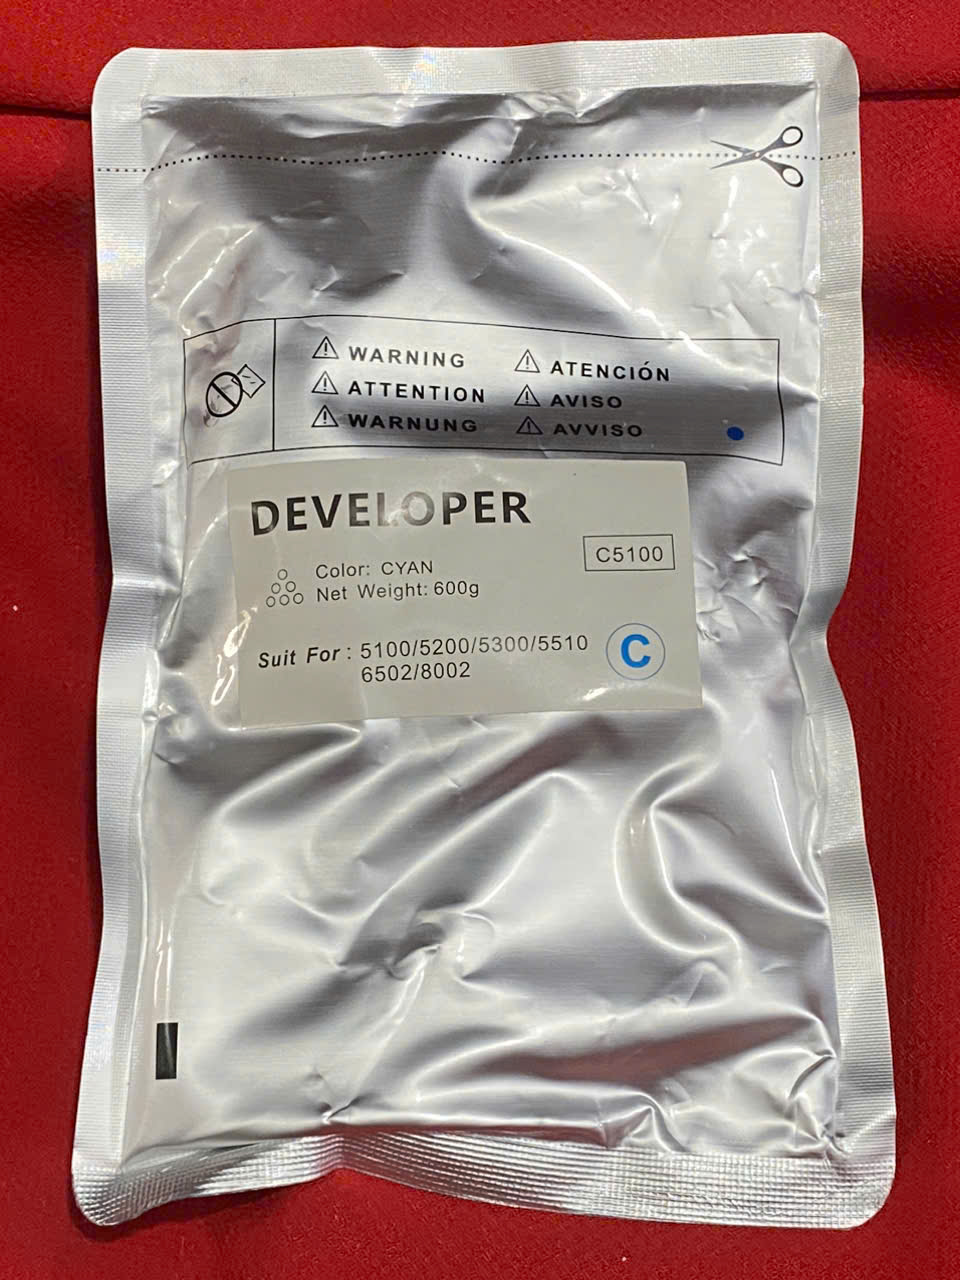 WARNING
ATTENTION
WARNUNG
ATENCIÓN
AVISO
AVVISO
DEVELOPER
C5100
Color: CYAN
Net Weight: 600g
Suit For : 5100/5200/5300/5510
6502/8002
C